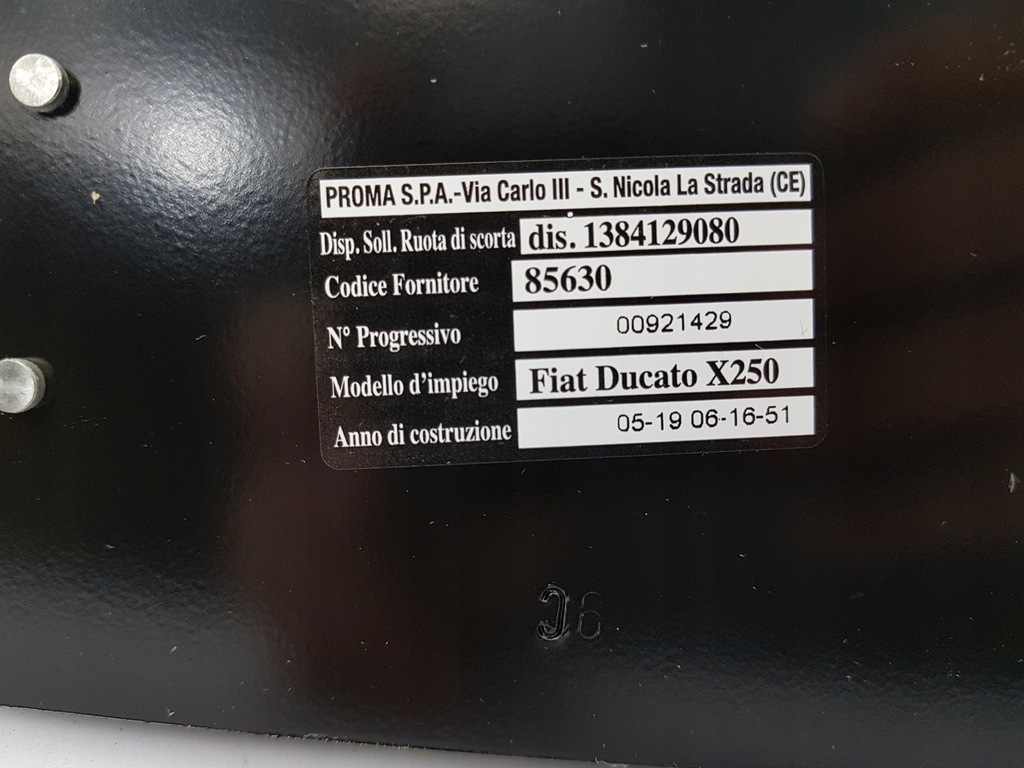 PROMA S.P.A.-Via Carlo III - S. Nicola La Strada (CE)
Disp. Soll. Ruota di scorta dis. 1384129080
Codice Fornitore 85630
N° Progressivo 00921429
Modello d'impiego Fiat Ducato X250
Anno di costruzione 05-19 06-16-51